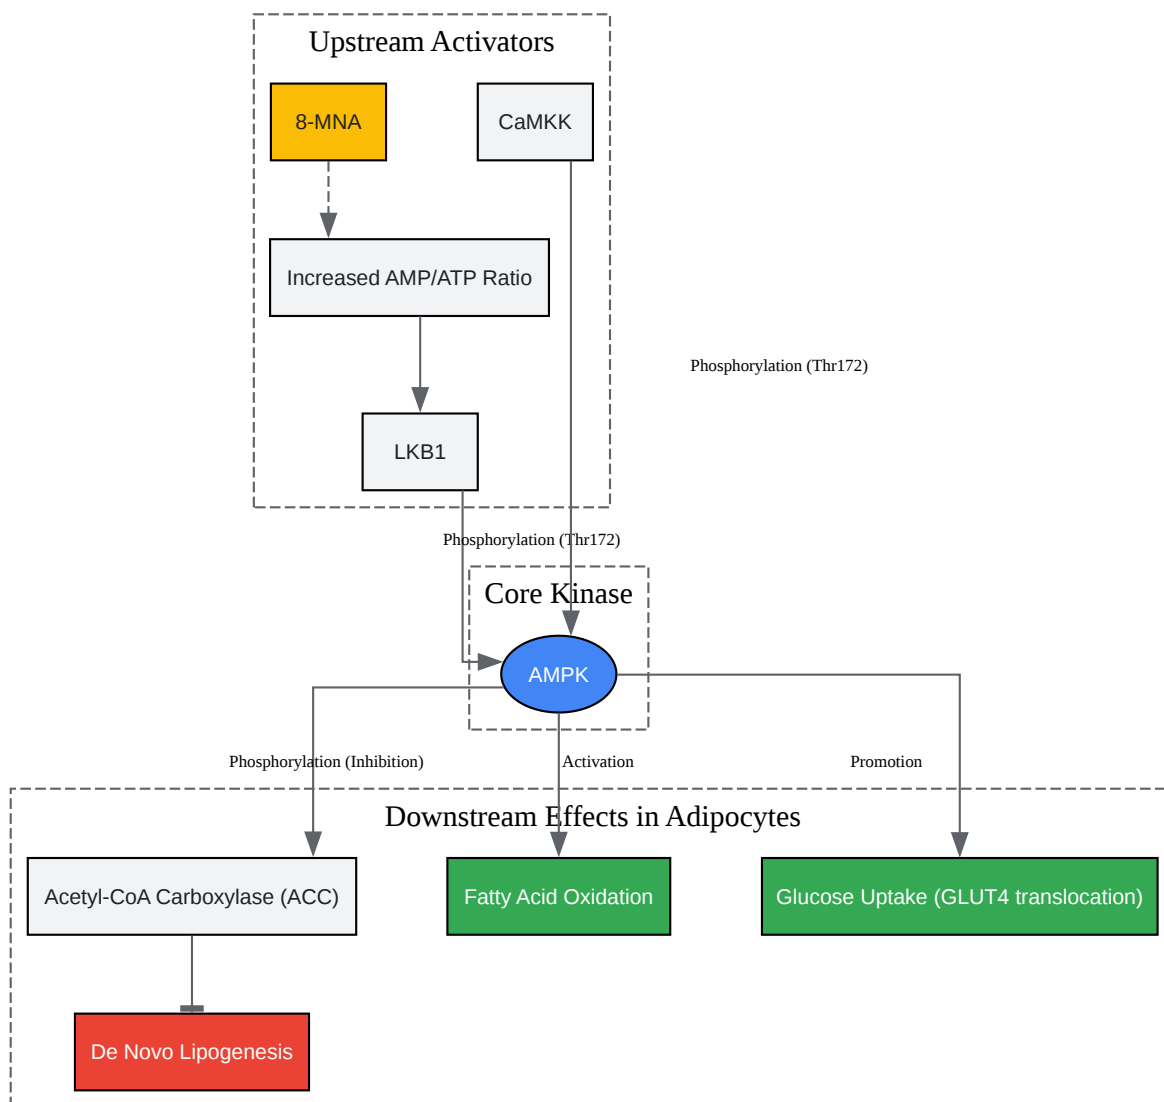 Upstream Activators
8-MNA
CaMKK
Increased AMP/ATP Ratio
Phosphorylation (Thr172)
LKB1
Phosphorylation (Thr172)
Core Kinase
AMPK
Phosphorylation (Inhibition)
Activation
Promotion
Downstream Effects in Adipocytes
Acetyl-CoA Carboxylase (ACC)
Fatty Acid Oxidation
Glucose Uptake (GLUT4 translocation)
De Novo Lipogenesis